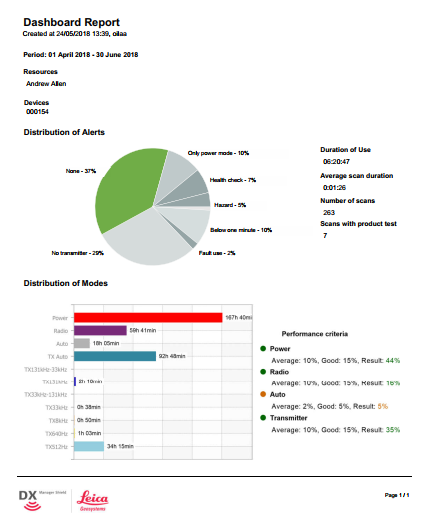 Dashboard Report
Created at 24/05/2018 13:39, oilaa
Period: 01 April 2018 - 30 June 2018
Resources
Andrew Allen
Devices
000154
Distribution of Alerts
Only power mode - 10%
None - 37%
Health check - 7%
Hazard - 5%
Below one minute - 10%
No transmitter - 29%
Fault use - 2%
Duration of Use
06:20:47
Average scan duration
0:01:26
Number of scans
263
Scans with product test
7
Distribution of Modes
Power 167h 40mi
Radio 59h 41min
Auto 18h 05min
TX Auto 92h 48min
TX131kHz-33kHz
TX131kHz 2h 10min
TX33kHz-131kHz
TX33kHz 0h 38min
TX8kHz 0h 50min
TX640Hz 1h 03min
TX512Hz 34h 15min
Performance criteria
Power
Average: 10%, Good: 15%, Result: 44%
Radio
Average: 10%, Good: 15%, Result: 16%
Auto
Average: 2%, Good: 5%, Result: 5%
Transmitter
Average: 10%, Good: 15%, Result: 35%
DX Manager Shield
Leica
Geosystems
Page 1 / 1